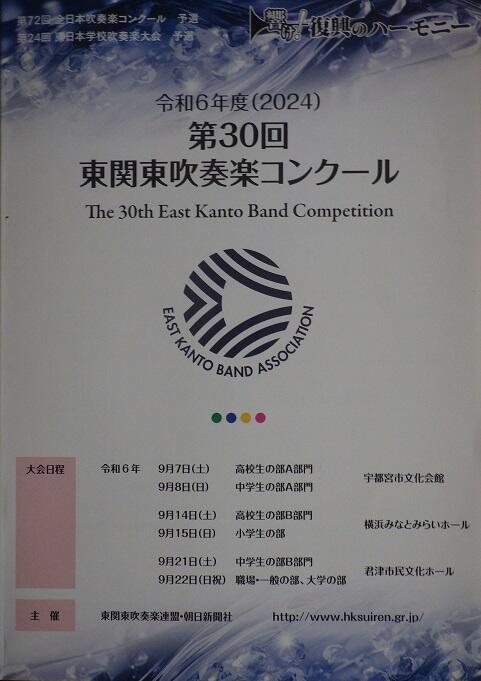 第72回 全日本吹奏楽コンクール　予選
第24回 東日本学校吹奏楽大会　予選
響け!復興のハーモニー
令和6年度(2024)
第30回
東関東吹奏楽コンクール
The 30th East Kanto Band Competition
EAST KANTO BAND ASSOCIATION
大会日程　令和6年　9月7日(土)　高校生の部A部門
9月8日(日)　中学生の部A部門
宇都宮市文化会館
9月14日(土)　高校生の部B部門
9月15日(日)　小学生の部
横浜みなとみらいホール
9月21日(土)　中学生の部B部門
9月22日(日祝)　職場・一般の部、大学の部
君津市民文化ホール
主　催　東関東吹奏楽連盟・朝日新聞社　http://www.hksuiren.gr.jp/